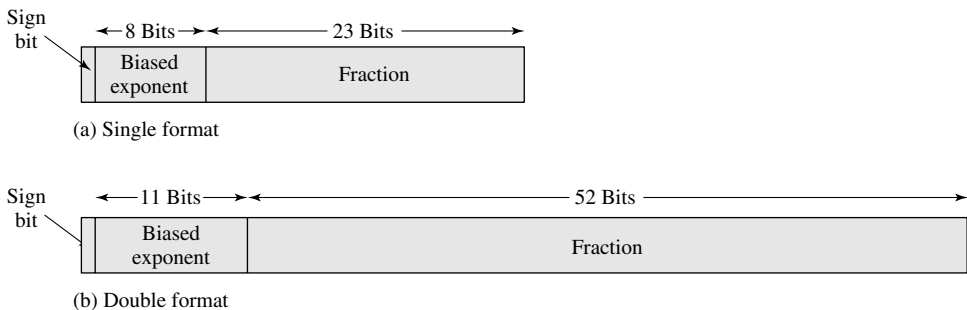 Sign
bit
8 Bits
23 Bits
Biased
exponent
Fraction
(a) Single format
Sign
bit
11 Bits
52 Bits
Biased
exponent
Fraction
(b) Double format